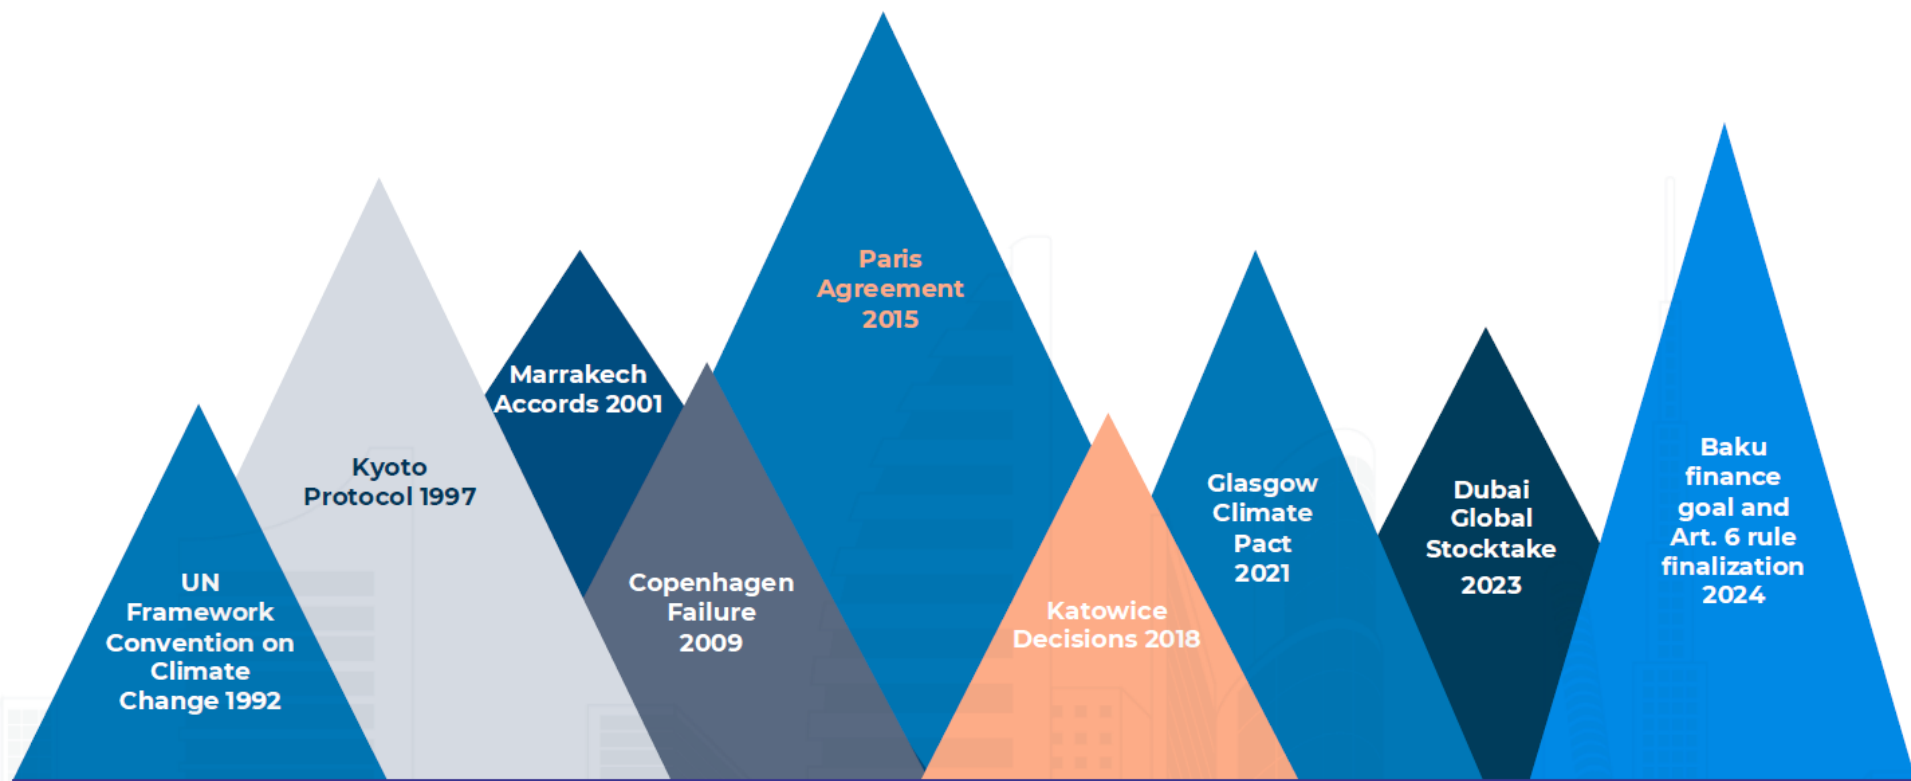 UN
Framework
Convention on
Climate
Change 1992
Kyoto
Protocol 1997
Marrakech
Accords 2001
Copenhagen
Failure
2009
Paris
Agreement
2015
Katowice
Decisions 2018
Glasgow
Climate
Pact
2021
Dubai
Global
Stocktake
2023
Baku
finance
goal and
Art. 6 rule
finalization
2024